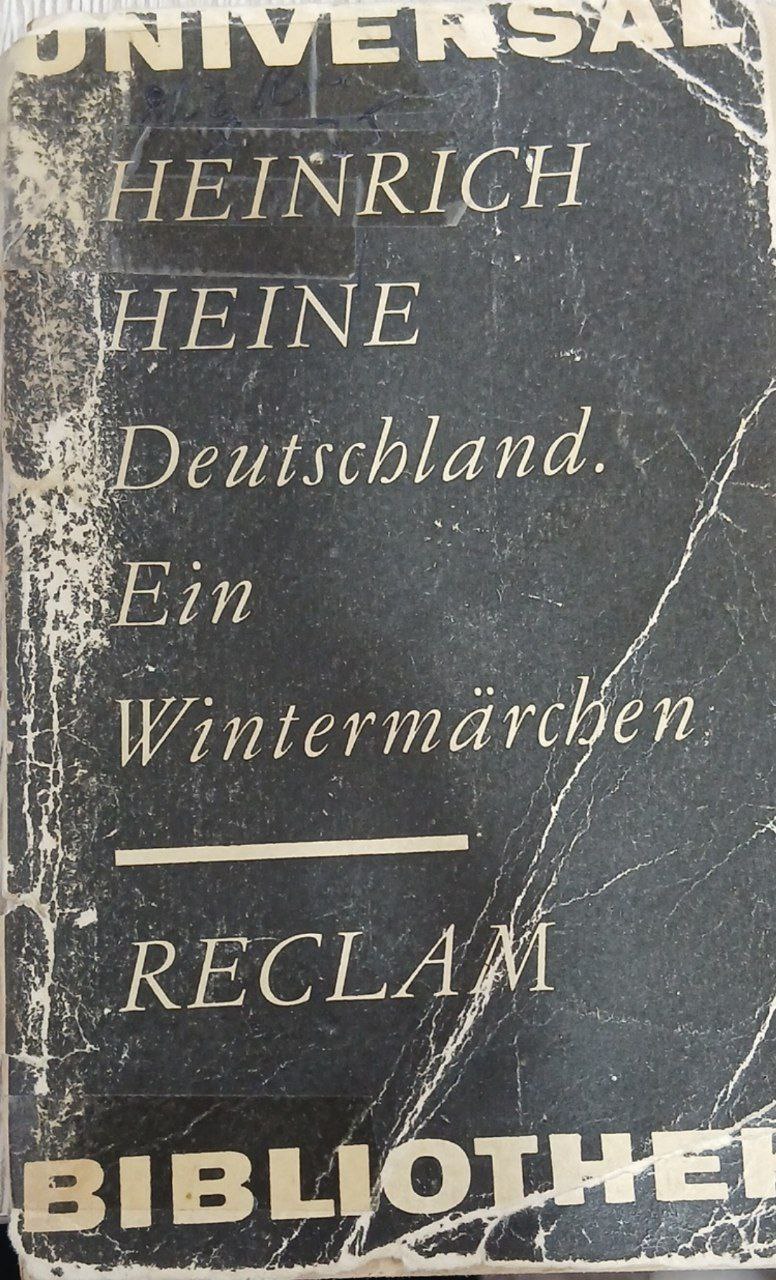 UNIVERSAL
HEINRICH
HEINE
Deutschland.
Ein
Wintermärchen
RECLAM
BIBLIOTHEK